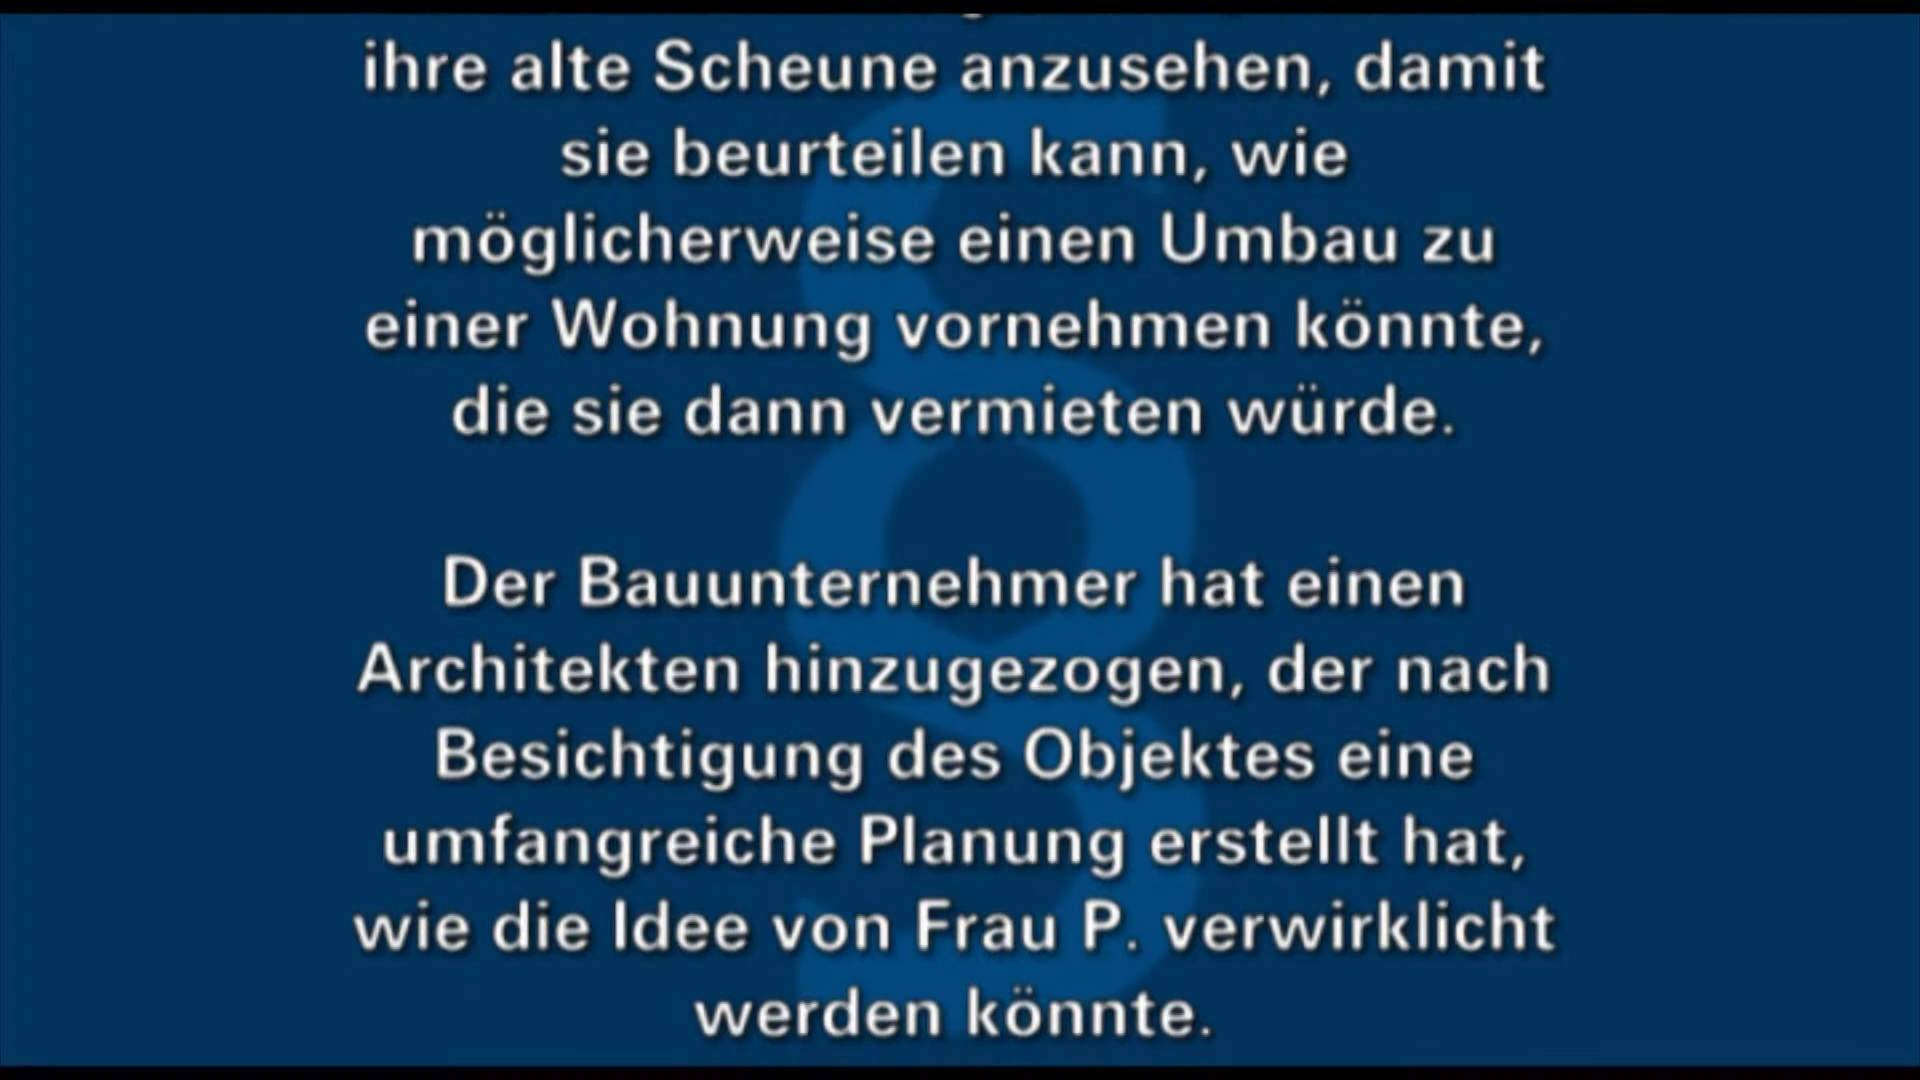 ihre alte Scheune anzusehen, damit
sie beurteilen kann, wie
möglicherweise einen Umbau zu
einer Wohnung vornehmen könnte,
die sie dann vermieten würde.
Der Bauunternehmer hat einen
Architekten hinzugezogen, der nach
Besichtigung des Objektes eine
umfangreiche Planung erstellt hat,
wie die Idee von Frau P. verwirklicht
werden könnte.